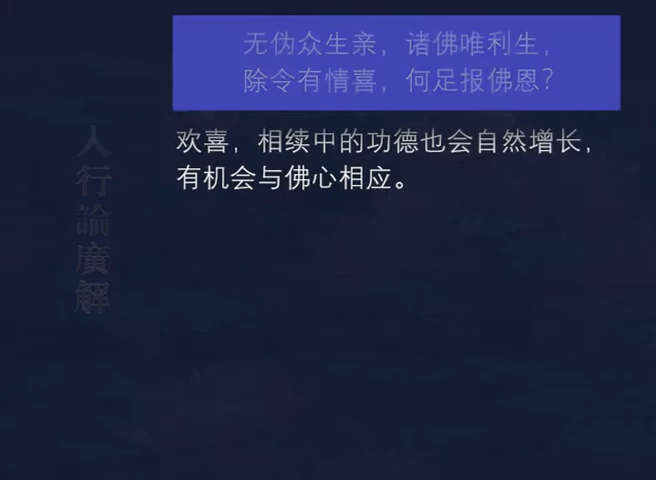 无伪众生亲，诸佛唯利生，
除令有情喜，何足报佛恩？
欢喜，相续中的功德也会自然增长，
有机会与佛心相应。
入行論廣解